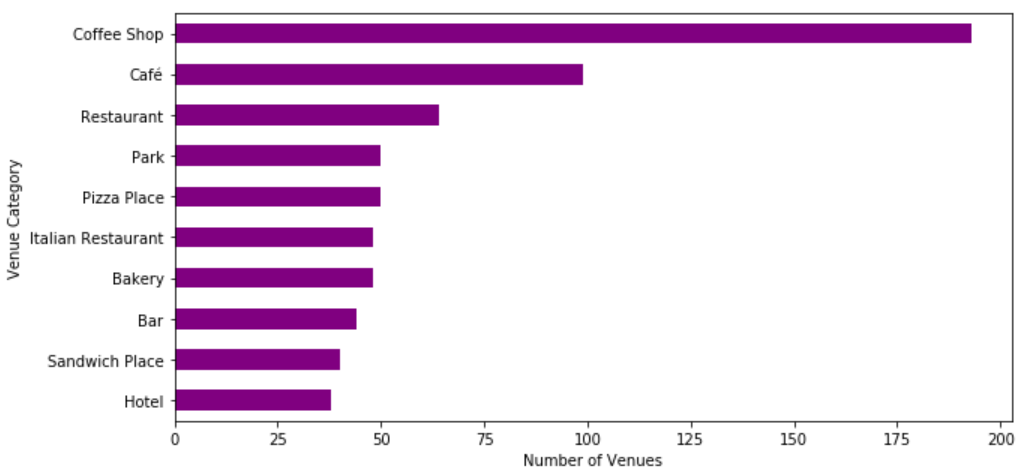 Coffee Shop
Café
Restaurant
Park
Pizza Place
Italian Restaurant
Bakery
Bar
Sandwich Place
Hotel
Venue Category
0 25 50 75 100 125 150 175 200
Number of Venues